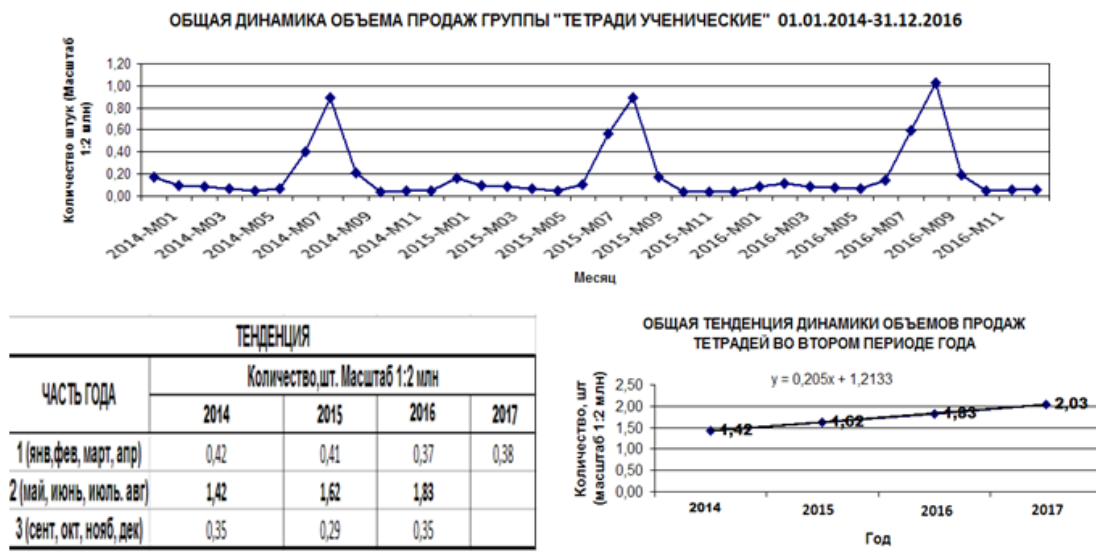 ОБЩАЯ ДИНАМИКА ОБЪЕМА ПРОДАЖ ГРУППЫ "ТЕТРАДИ УЧЕНИЧЕСКИЕ" 01.01.2014-31.12.2016
Количество штук (Масштаб
1:2 млн)
1,20
1,00
0,80
0,60
0,40
0,20
0,00
2014-M01
2014-M03
2014-M05
2014-M07
2014-M09
2014-M11
2015-M01
2015-M03
2015-M05
2015-M07
2015-M09
2015-M11
2016-M01
2016-M03
2016-M05
2016-M07
2016-M09
2016-M11
Месяц
ТЕНДЕНЦИЯ
ЧАСТЬ ГОДА
Количество,шт. Масштаб 1:2 млн
2014 2015 2016 2017
1 (янв,фев, март, апр) 0,42 0,41 0,37 0,38
2 (май, июнь, июль. авг) 1,42 1,62 1,83
3 (сент, окт, нояб, дек) 0,35 0,29 0,35
ОБЩАЯ ТЕНДЕНЦИЯ ДИНАМИКИ ОБЪЕМОВ ПРОДАЖ
ТЕТРАДЕЙ ВО ВТОРОМ ПЕРИОДЕ ГОДА
Количество, шт
(масштаб 1:2 млн)
y = 0,205x + 1,2133
2,50
2,00
1,50
1,00
0,50
0,00
1,42
1,62
1,83
2,03
2014
2015
2016
2017
Год